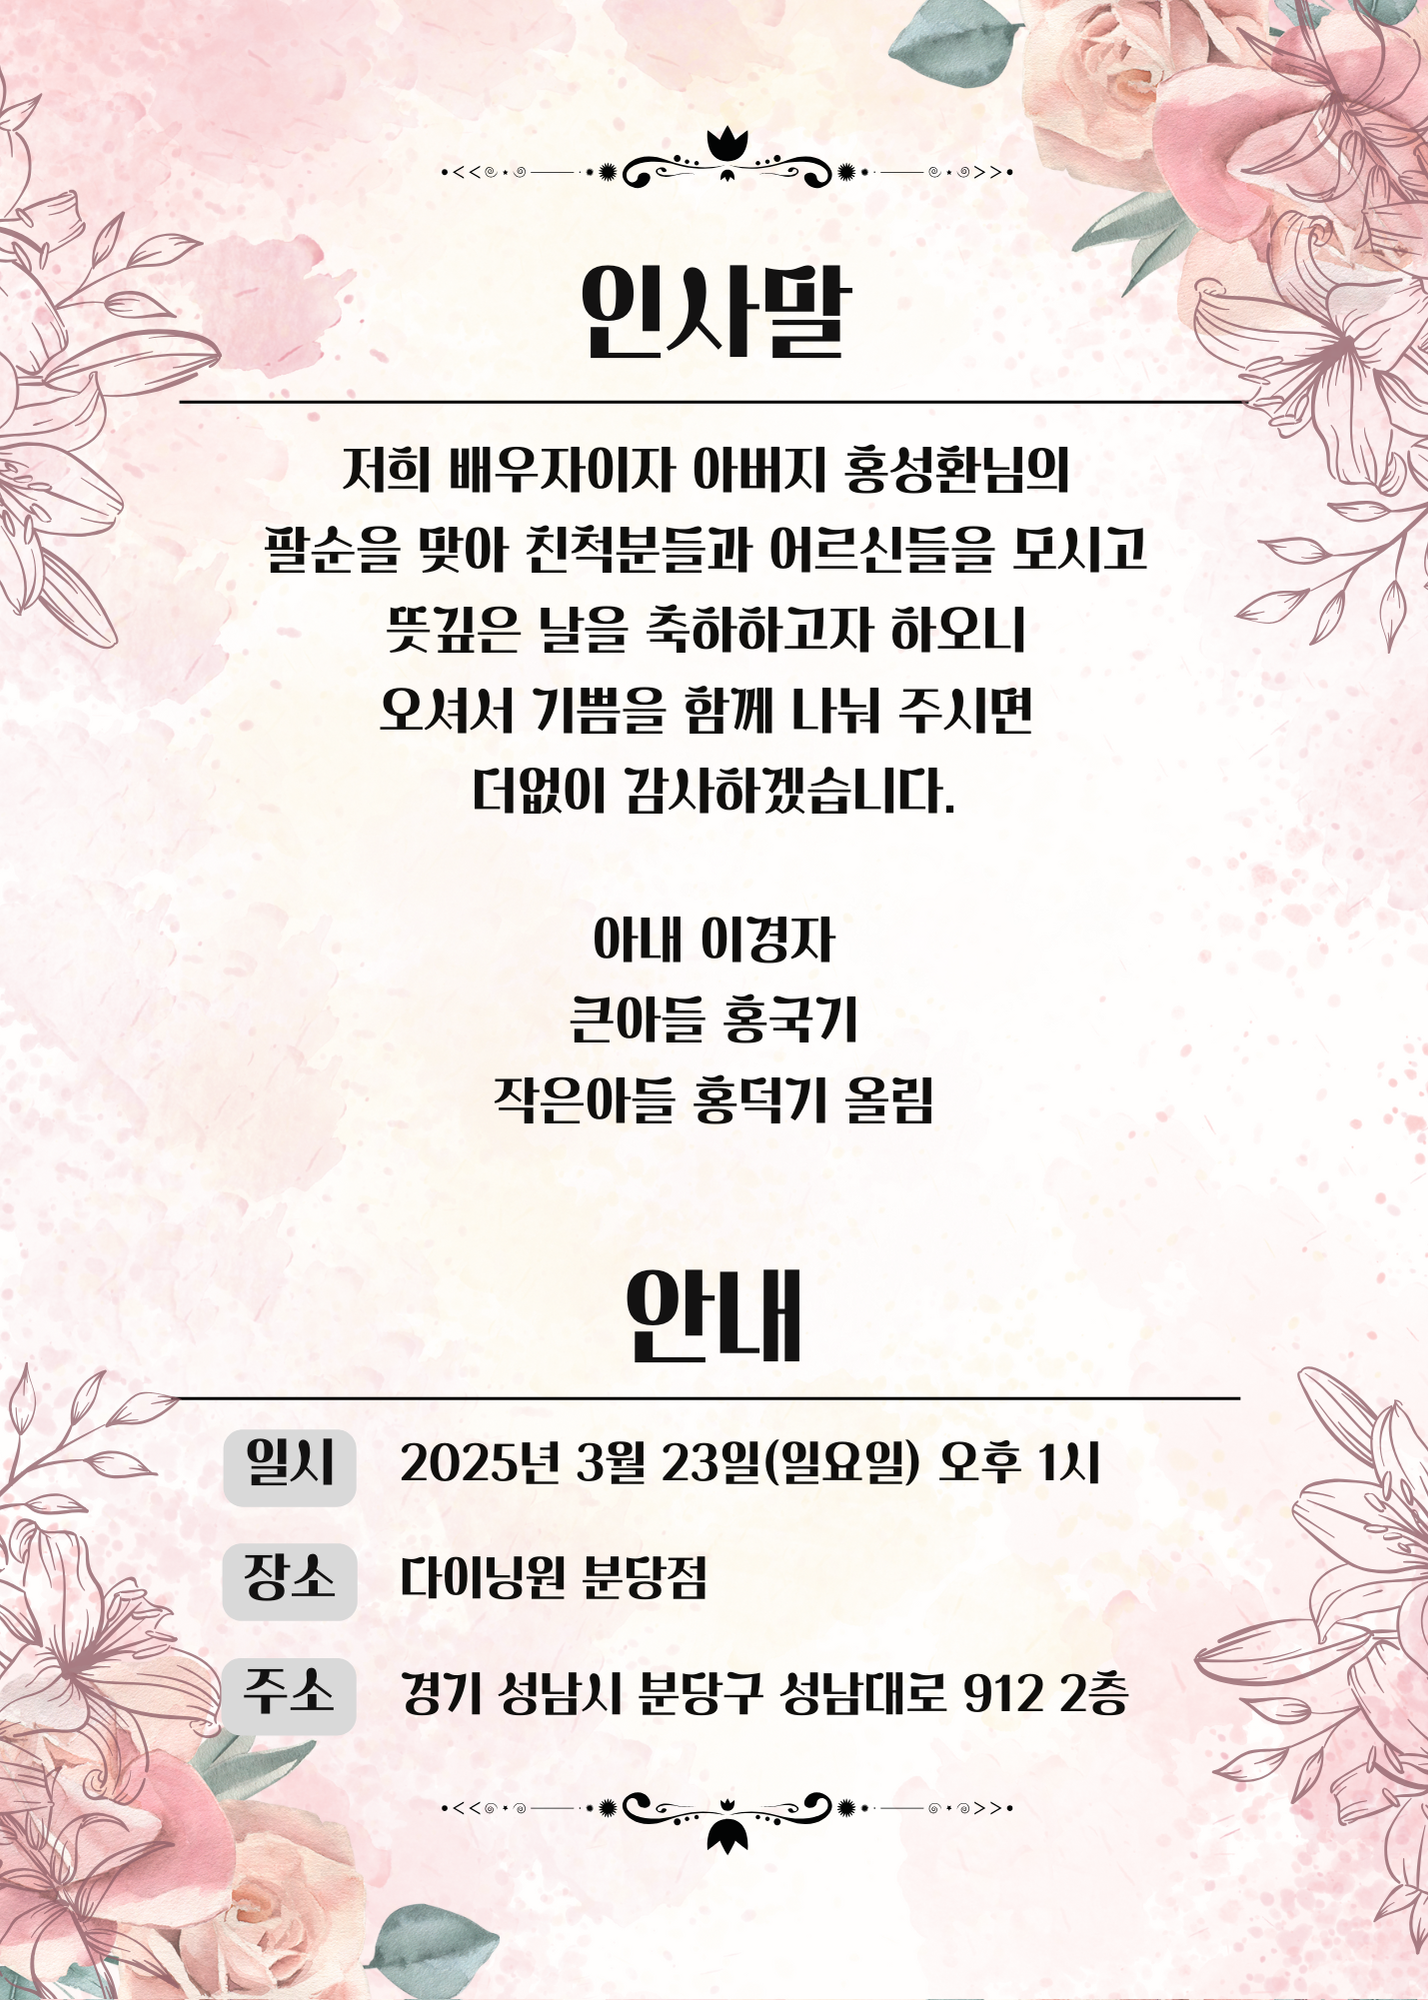 인사말
저희 배우자이자 아버지 홍성환님의
팔순을 맞아 친척분들과 어르신들을 모시고
뜻깊은 날을 축하하고자 하오니
오셔서 기쁨을 함께 나눠 주시면
더없이 감사하겠습니다.
아내 이경자
큰아들 홍국기
작은아들 홍덕기 올림
안내
일시 2025년 3월 23일(일요일) 오후 1시
장소 다이닝원 분당점
주소 경기 성남시 분당구 성남대로 912 2층